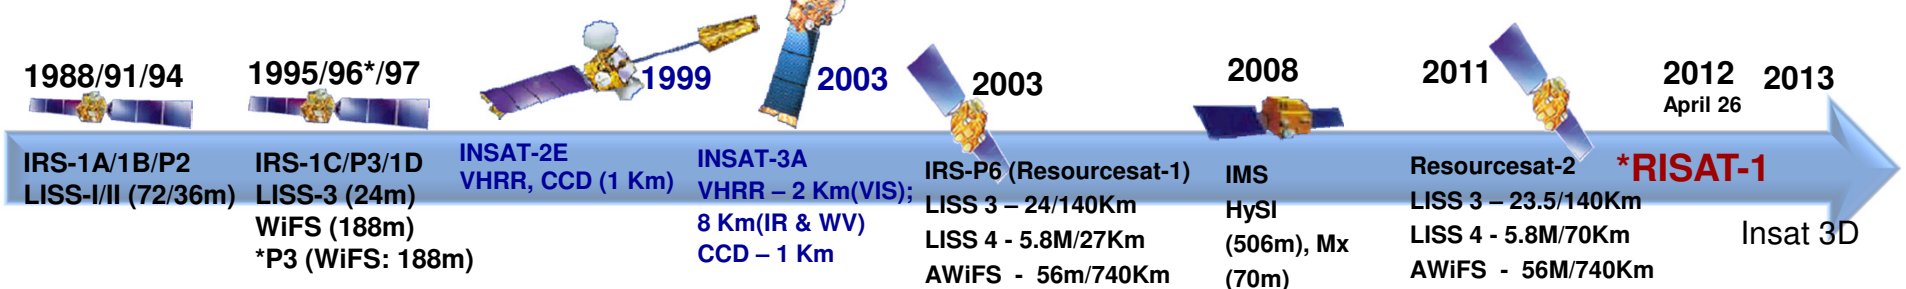 1988/91/94
IRS-1A/1B/P2
LISS-I/II (72/36m)
1995/96*/97
IRS-1C/P3/1D
LISS-3 (24m)
WiFS (188m)
*P3 (WiFS: 188m)
1999
INSAT-2E
VHRR, CCD (1 Km)
2003
INSAT-3A
VHRR – 2 Km(VIS);
8 Km(IR & WV)
CCD – 1 Km
2003
IRS-P6 (Resourcesat-1)
LISS 3 – 24/140Km
LISS 4 - 5.8M/27Km
AWiFS - 56m/740Km
2008
IMS
HySI
(506m), Mx
(70m)
2011
Resourcesat-2
LISS 3 – 23.5/140Km
LISS 4 - 5.8M/70Km
AWiFS - 56M/740Km
2012
April 26
*RISAT-1
2013
Insat 3D